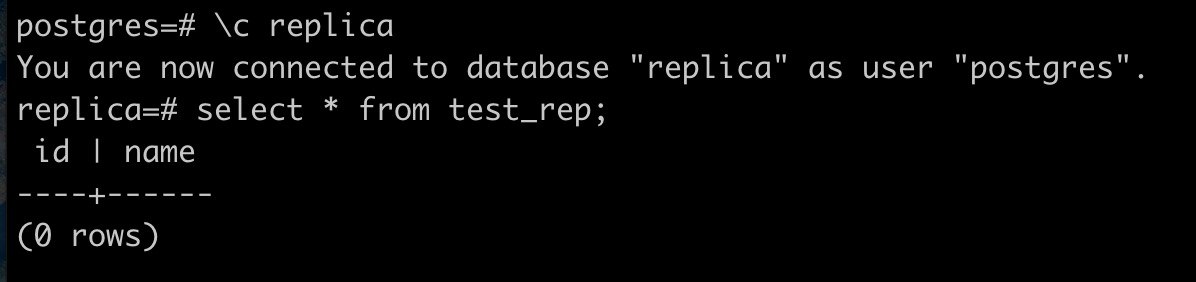 postgres=# \c replica
You are now connected to database "replica" as user "postgres".
replica=# select * from test_rep;
 id | name
----+------
(0 rows)